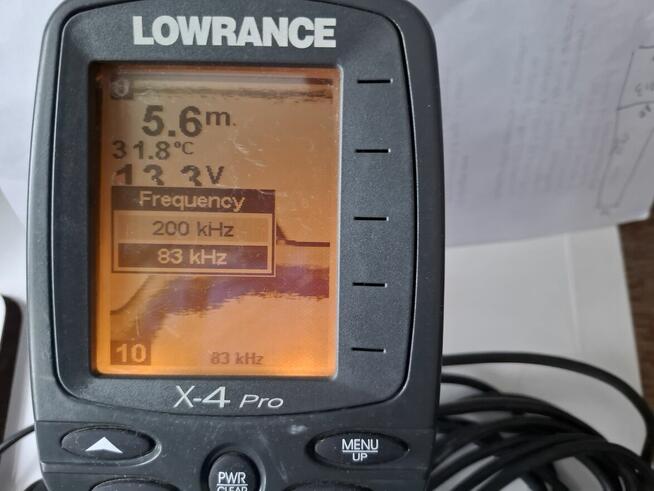 LOWRANCE
0
5.6m
31.8°C
13.3V
Frequency
200 kHz
83 kHz
10
83 kHz
X-4 Pro
MENU
UP
PWR
CLEAR